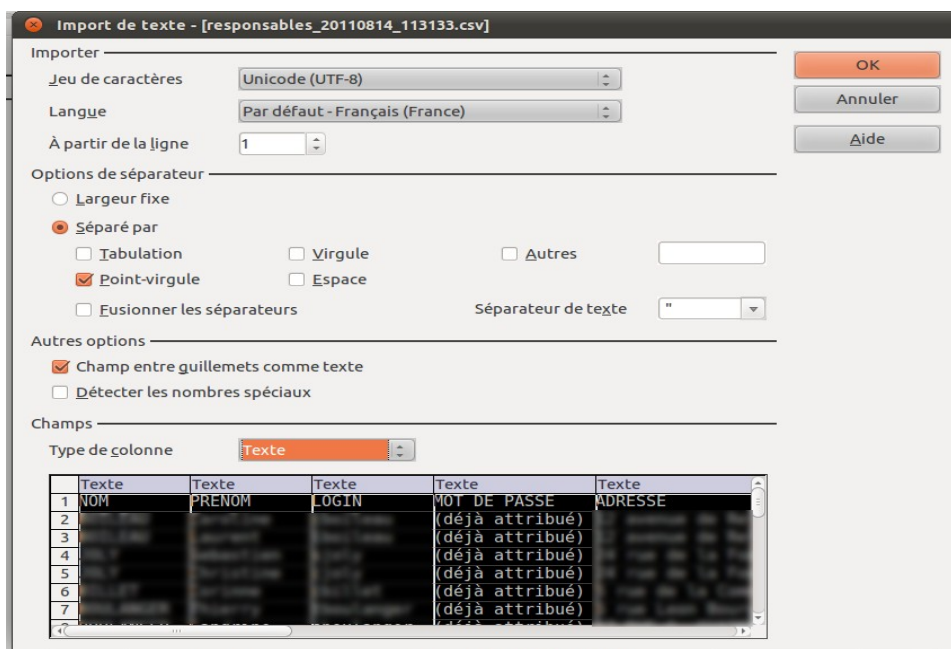 Import de texte - [responsables_20110814_113133.csv]
Importer
OK
Jeu de caractères Unicode (UTF-8)
Annuler
Langue Par défaut - Français (France)
À partir de la ligne 1
Aide
Options de séparateur
Largeur fixe
Séparé par
Tabulation Virgule Autres
Point-virgule Espace
Fusionner les séparateurs Séparateur de texte "
Autres options
Champ entre guillemets comme texte
Détecter les nombres spéciaux
Champs
Type de colonne Texte
Texte Texte Texte Texte Texte
1 NOM PRENOM LOGIN MOT DE PASSE ADRESSE
2 (déjà attribué)
3 (déjà attribué)
4 (déjà attribué)
5 (déjà attribué)
6 (déjà attribué)
7 (déjà attribué)